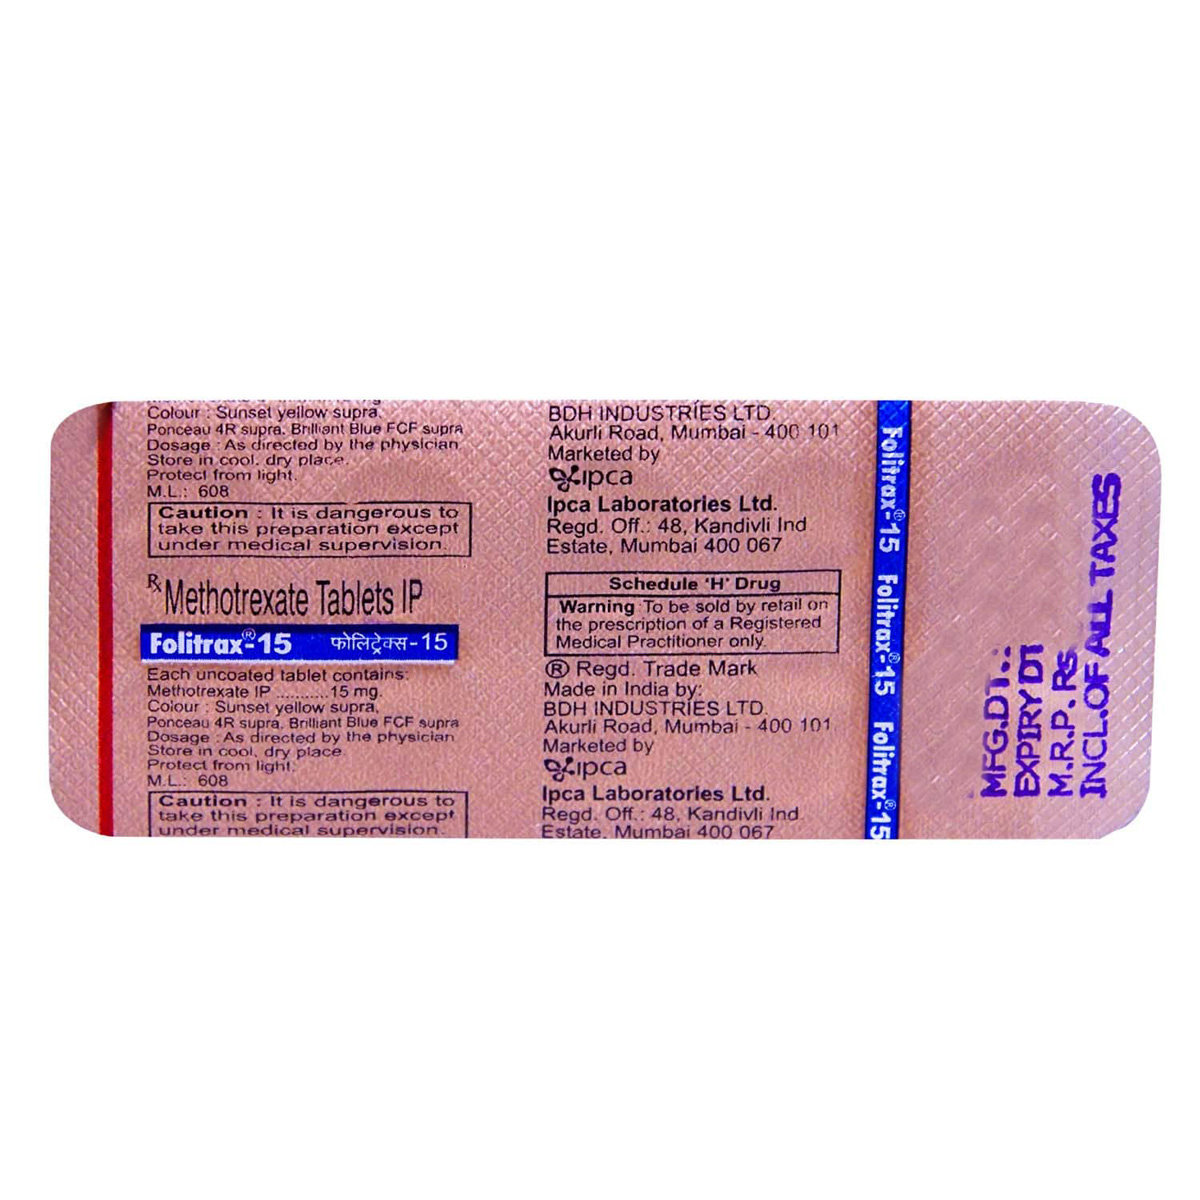 Colour : Sunset yellow supra,
Ponceau 4R supra, Brilliant Blue FCF supra
Dosage : As directed by the physician
Store in cool, dry place.
Protect from light.
M.L.: 608
Caution : It is dangerous to
take this preparation except
under medical supervision.
Rx Methotrexate Tablets IP
Folitrax®-15 फोलिट्रेक्स-15
Each uncoated tablet contains:
Methotrexate IP ...........15 mg.
Colour : Sunset yellow supra,
Ponceau 4R supra, Brilliant Blue FCF supra
Dosage : As directed by the physician
Store in cool, dry place.
Protect from light.
M.L.: 608
Caution : It is dangerous to
take this preparation except
under medical supervision.
BDH INDUSTRIES LTD.
Akurli Road, Mumbai - 400 101
Marketed by
ipca
Ipca Laboratories Ltd.
Regd. Off.: 48, Kandivli Ind
Estate, Mumbai 400 067
Schedule 'H' Drug
Warning : To be sold by retail on
the prescription of a Registered
Medical Practitioner only.
® Regd. Trade Mark
Made in India by:
BDH INDUSTRIES LTD.
Akurli Road, Mumbai - 400 101
Marketed by
ipca
Ipca Laboratories Ltd.
Regd. Off.: 48, Kandivli Ind.
Estate, Mumbai 400 067
Folitrax®-15 Folitrax®-15 Folitrax®-15
MFG.DT.:
EXPIRY DT
M.R.P. Rs.
INCL.OF ALL TAXES